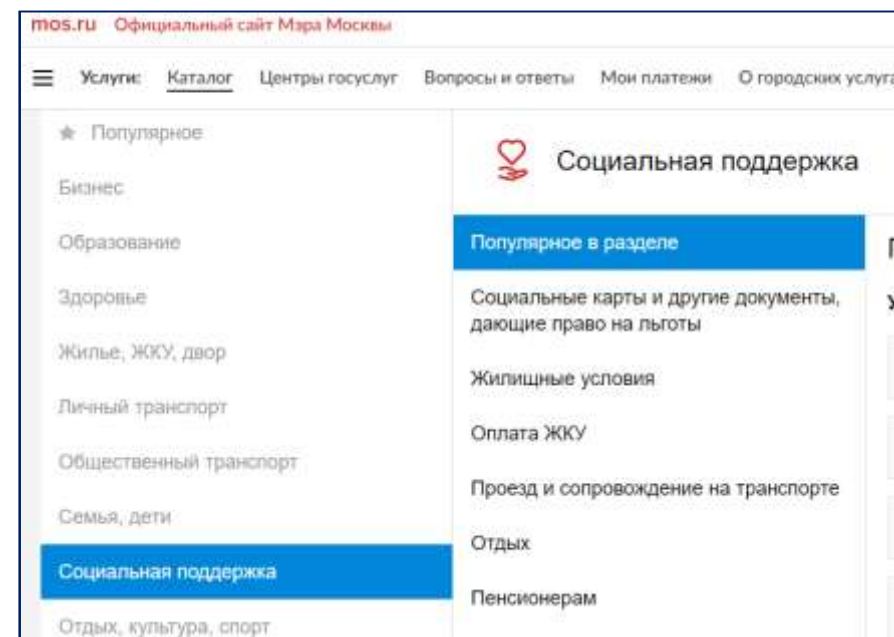 mos.ru Официальный сайт Мэра Москвы
Услуги: Каталог Центры госуслуг Вопросы и ответы Мои платежи О городских услуга
Популярное
Бизнес
Образование
Здоровье
Жилье, ЖКУ, двор
Личный транспорт
Общественный транспорт
Семья, дети
Социальная поддержка
Отдых, культура, спорт
Социальная поддержка
Популярное в разделе
Социальные карты и другие документы,
дающие право на льготы
Жилищные условия
Оплата ЖКУ
Проезд и сопровождение на транспорте
Отдых
Пенсионерам